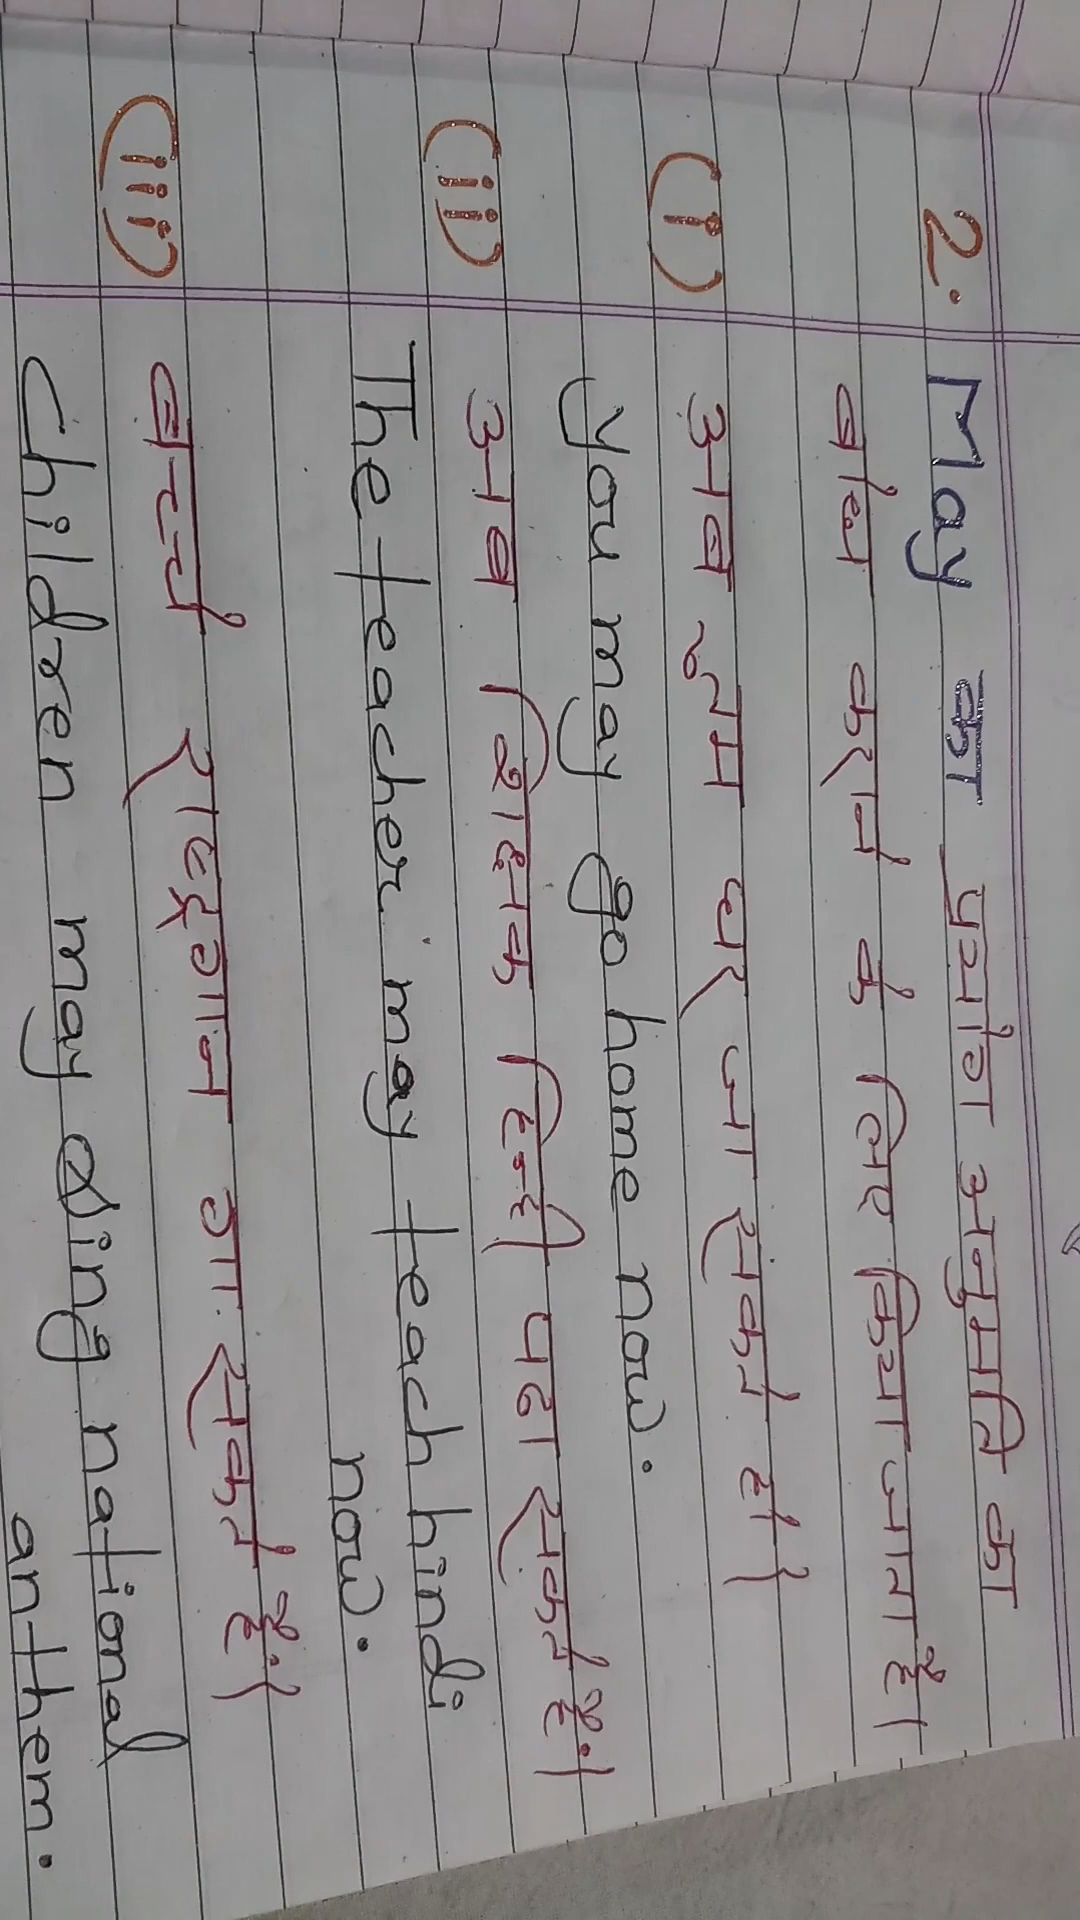 2. May का प्रयोग अनुमति का
बोध कराने के लिए किया जाता है।
(i) अब तुम घर जा सकते हो।
you may go home now.
(ii) अब शिक्षक हिन्दी पढा सकते हैं।
The teacher may teach hindi
now.
(iii) बच्चे राष्ट्रगान गा सकते हैं।
children may sing national
anthem.